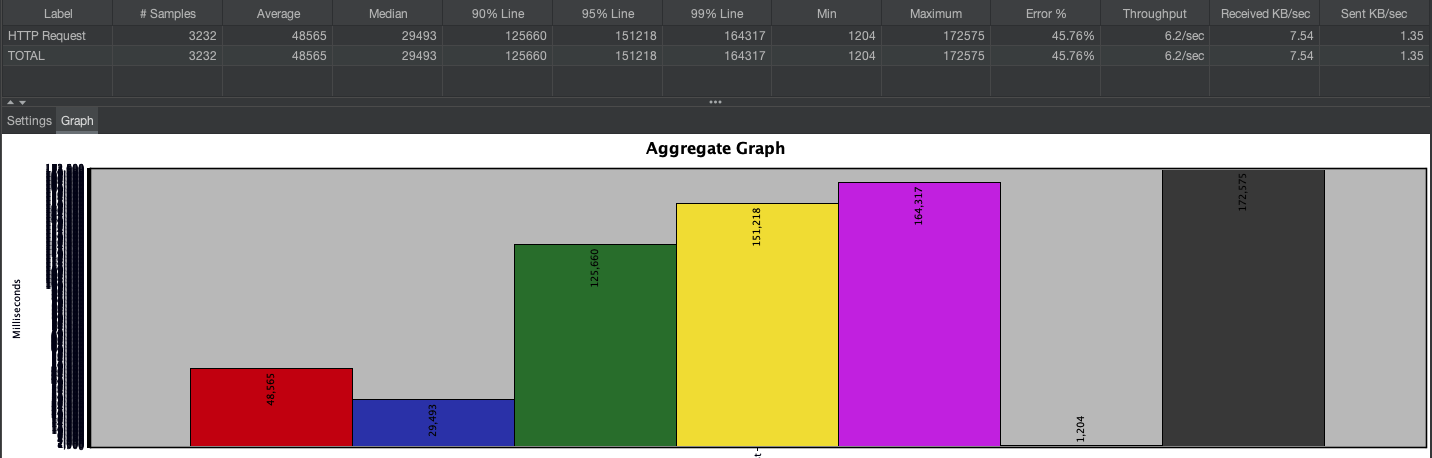 Label # Samples Average Median 90% Line 95% Line 99% Line Min Maximum Error % Throughput Received KB/sec Sent KB/sec
HTTP Request 3232 48565 29493 125660 151218 164317 1204 172575 45.76% 6.2/sec 7.54 1.35
TOTAL 3232 48565 29493 125660 151218 164317 1204 172575 45.76% 6.2/sec 7.54 1.35
Settings Graph
Aggregate Graph
Milliseconds
48,565
29,493
125,660
151,218
164,317
1,204
172,575